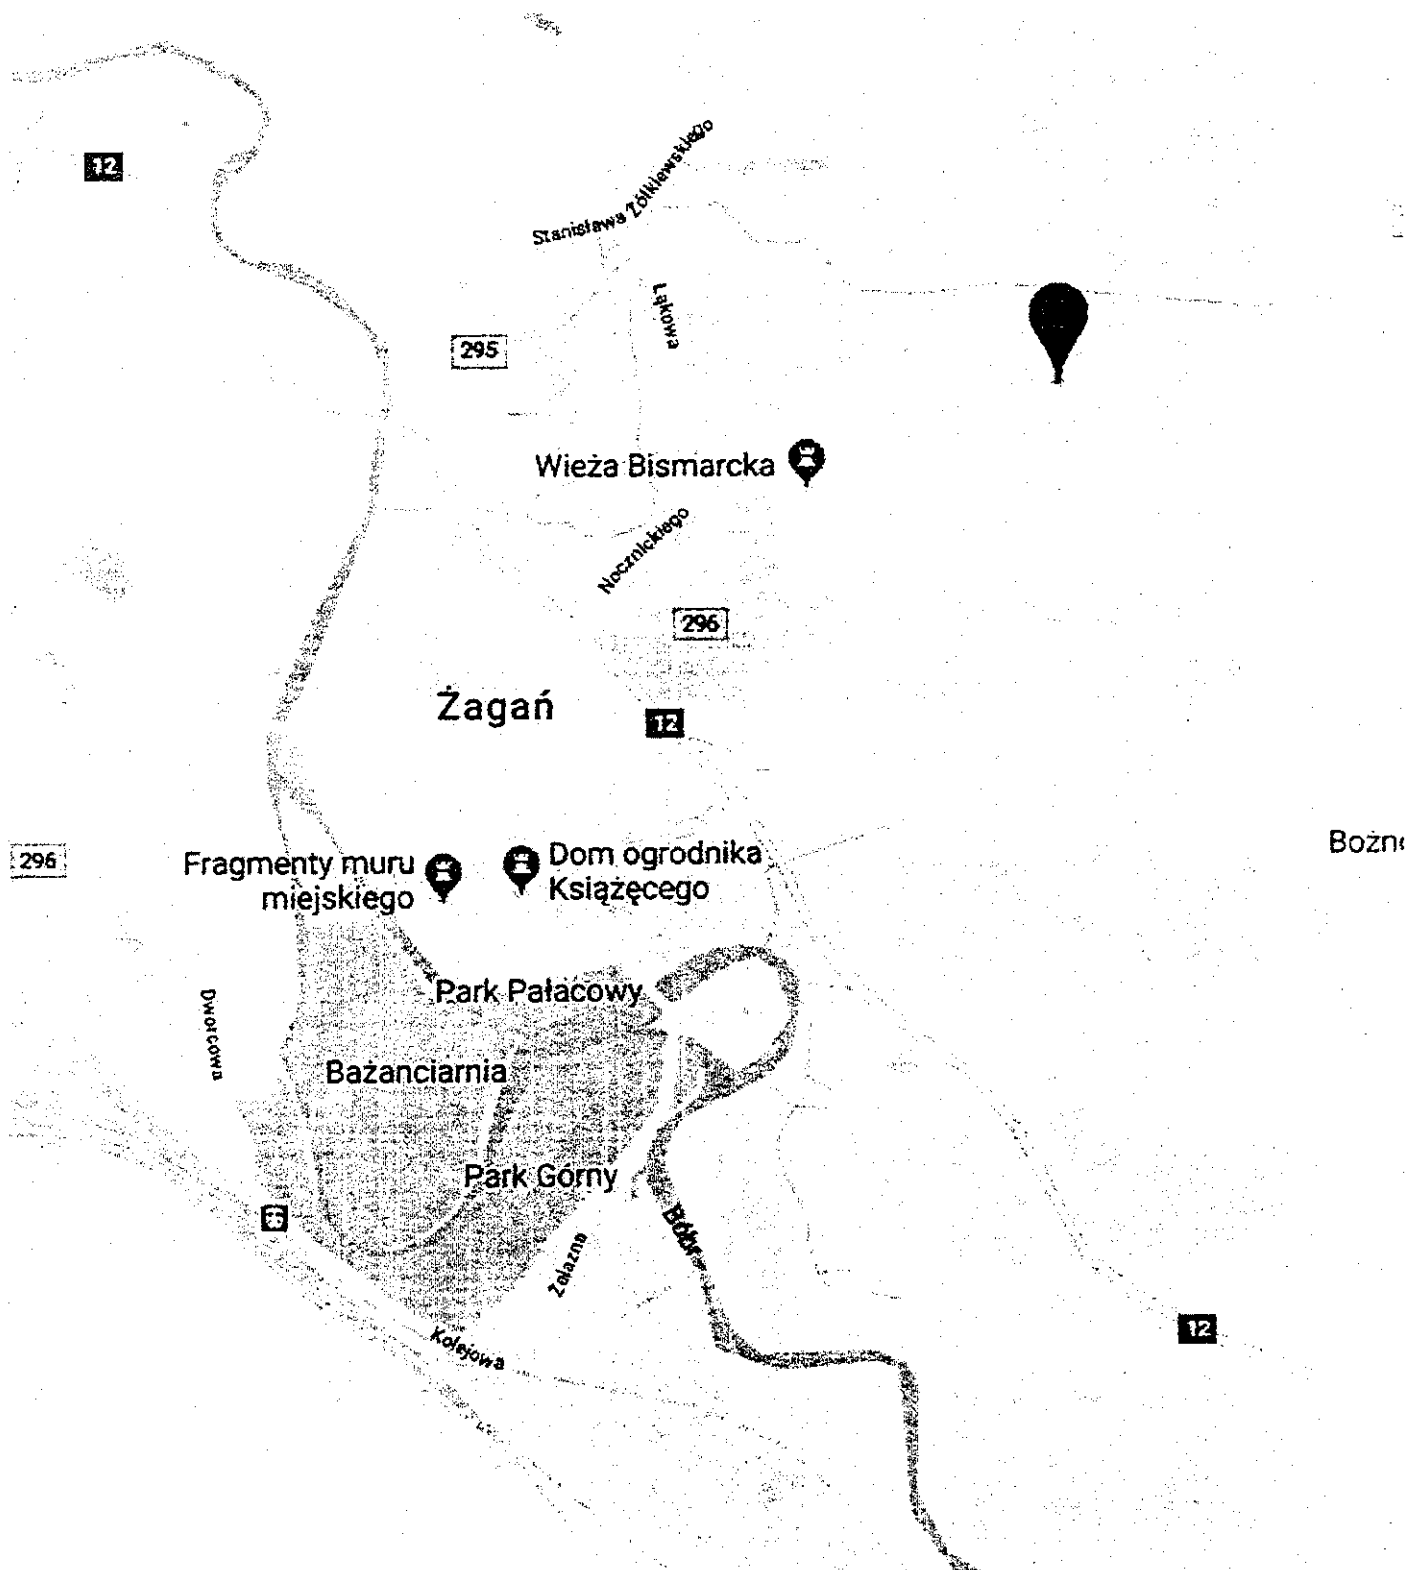 12
Stanisława Żółkiewskiego
Łąkowa
295
Wieża Bismarcka
Nocznickiego
296
Żagań
12
296
Fragmenty muru
miejskiego
Dom ogrodnika
Książęcego
Bożno
Park Pałacowy
Dworcowa
Bażanciarnia
Park Górny
Bóbr
Żelazna
12
Kolejowa